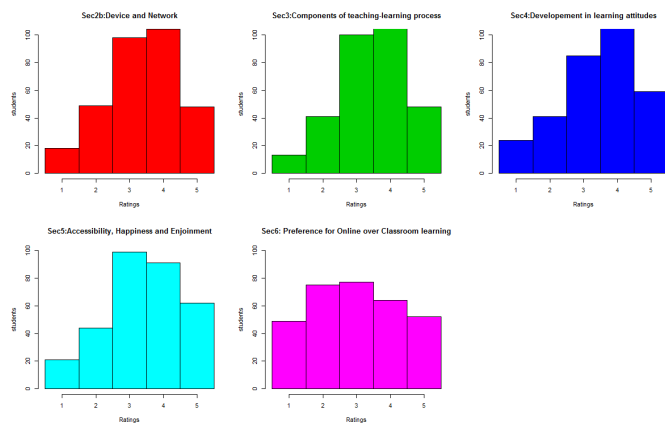 Sec2b:Device and Network
students
0 20 40 60 80
1 2 3 4 5
Ratings
Sec3:Components of teaching-learning process
students
0 20 40 60 80 100
1 2 3 4 5
Ratings
Sec4:Developement in learning attitudes
students
0 20 40 60 80
1 2 3 4 5
Ratings
Sec5:Accessibility, Happiness and Enjoinment
students
0 20 40 60 80
1 2 3 4 5
Ratings
Sec6: Preference for Online over Classroom learning
students
0 20 40 60 80
1 2 3 4 5
Ratings